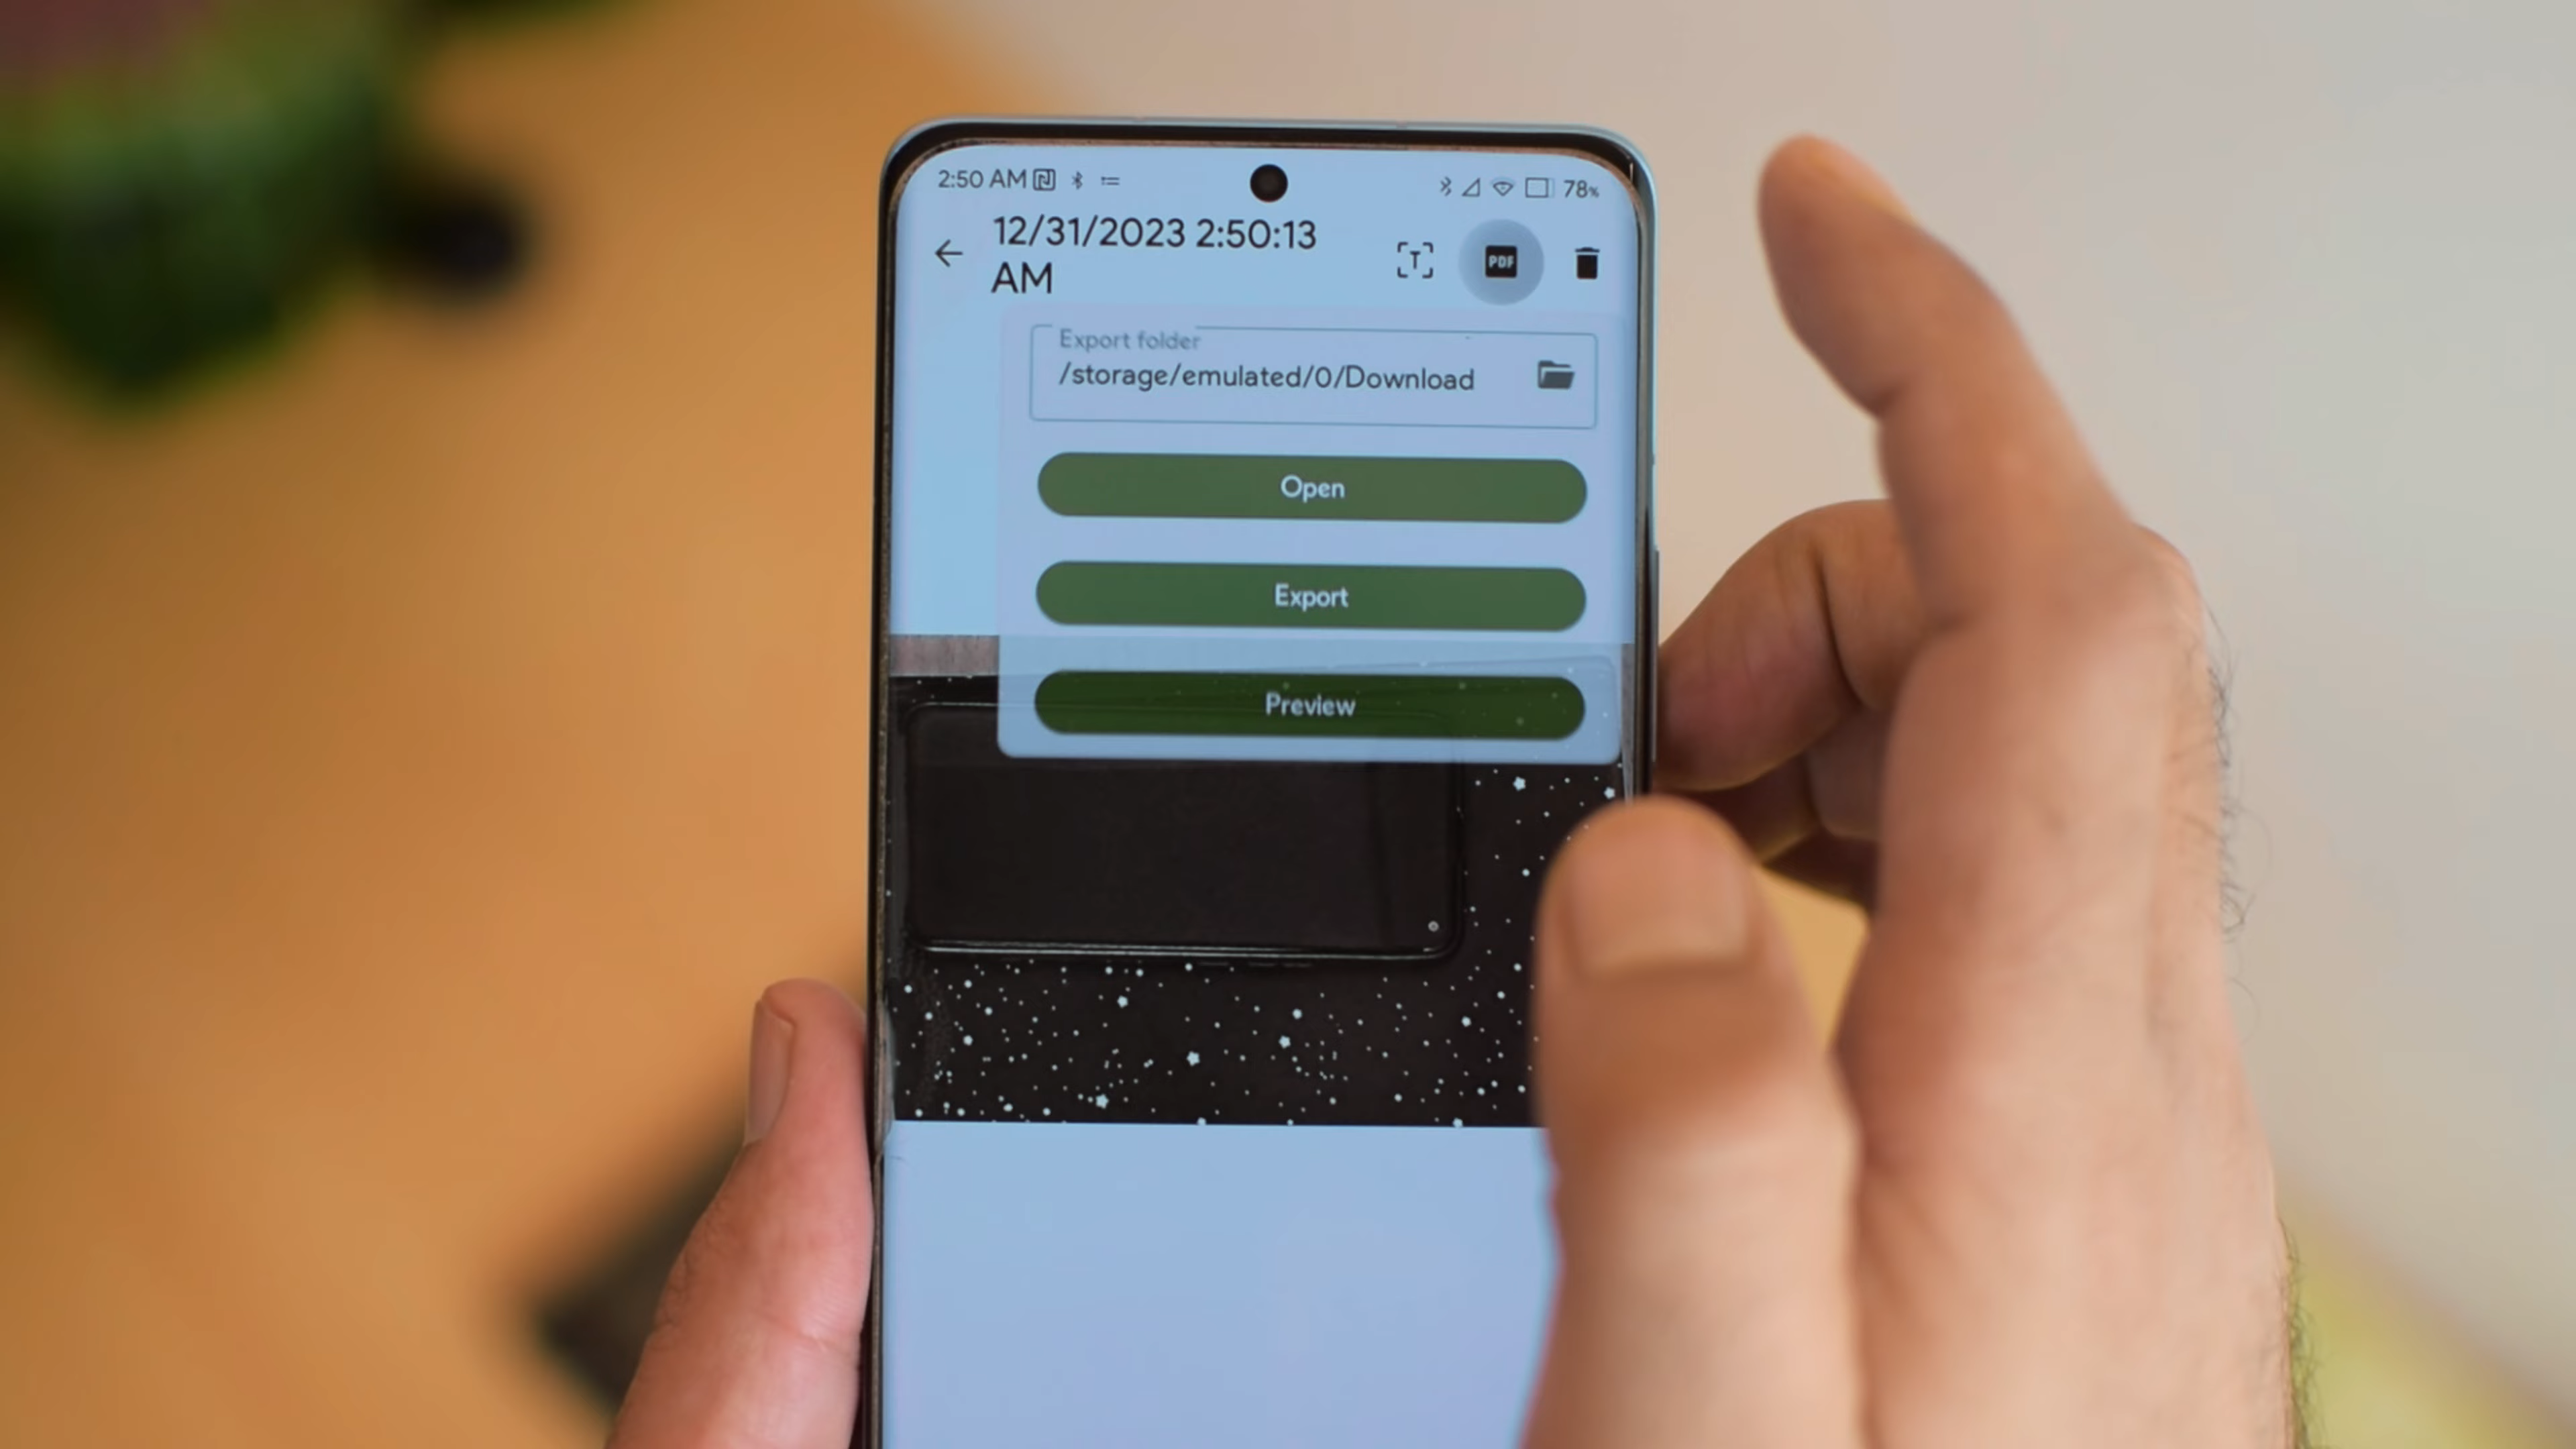 2:50 AM
78%
12/31/2023 2:50:13
AM
T
PDF
Export folder
/storage/emulated/0/Download
Open
Export
Preview